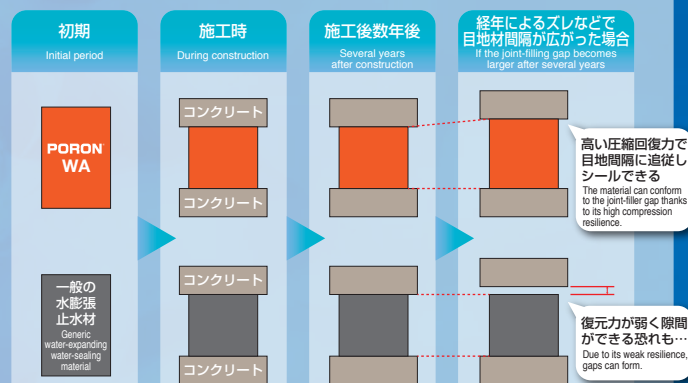 初期
Initial period
施工時
During construction
施工後数年後
Several years
after construction
経年によるズレなどで
目地材間隔が広がった場合
If the joint-filling gap becomes
larger after several years
PORON
WA
コンクリート
コンクリート
高い圧縮回復力で
目地間隔に追従し
シールできる
The material can conform
to the joint-filler gap thanks
to its high compression
resilience.
一般の
水膨張
止水材
Generic
water-expanding
water-sealing
material
コンクリート
コンクリート
復元力が弱く隙間
ができる恐れも…
Due to its weak resilience,
gaps can form.